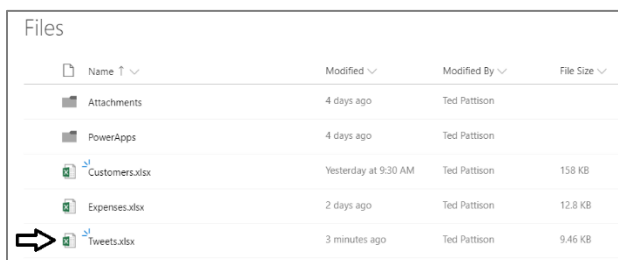 Files
Name ↑ Modified Modified By File Size
Attachments 4 days ago Ted Pattison
PowerApps 4 days ago Ted Pattison
Customers.xlsx Yesterday at 9:30 AM Ted Pattison 158 KB
Expenses.xlsx 2 days ago Ted Pattison 12.8 KB
Tweets.xlsx 3 minutes ago Ted Pattison 9.46 KB